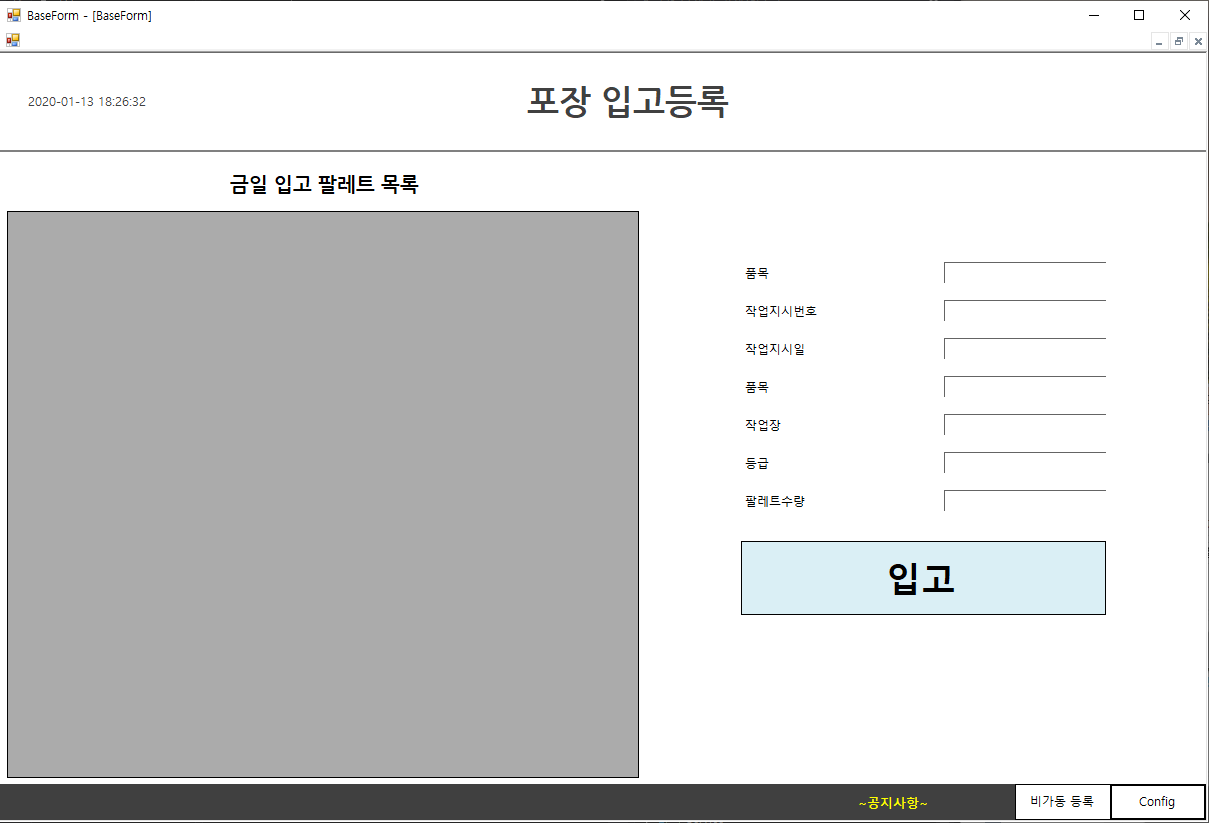 BaseForm - [BaseForm]
2020-01-13 18:26:32
포장 입고등록
금일 입고 팔레트 목록
품목
작업지시번호
작업지시일
품목
작업장
등급
팔레트수량
입고
~공지사항~
비가동 등록
Config